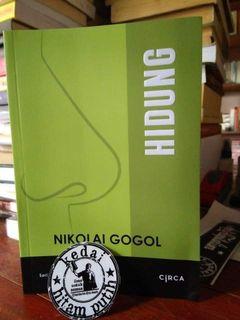 HIDUNG
NIKOLAI GOGOL
CIRCA
kedai
hitam putih